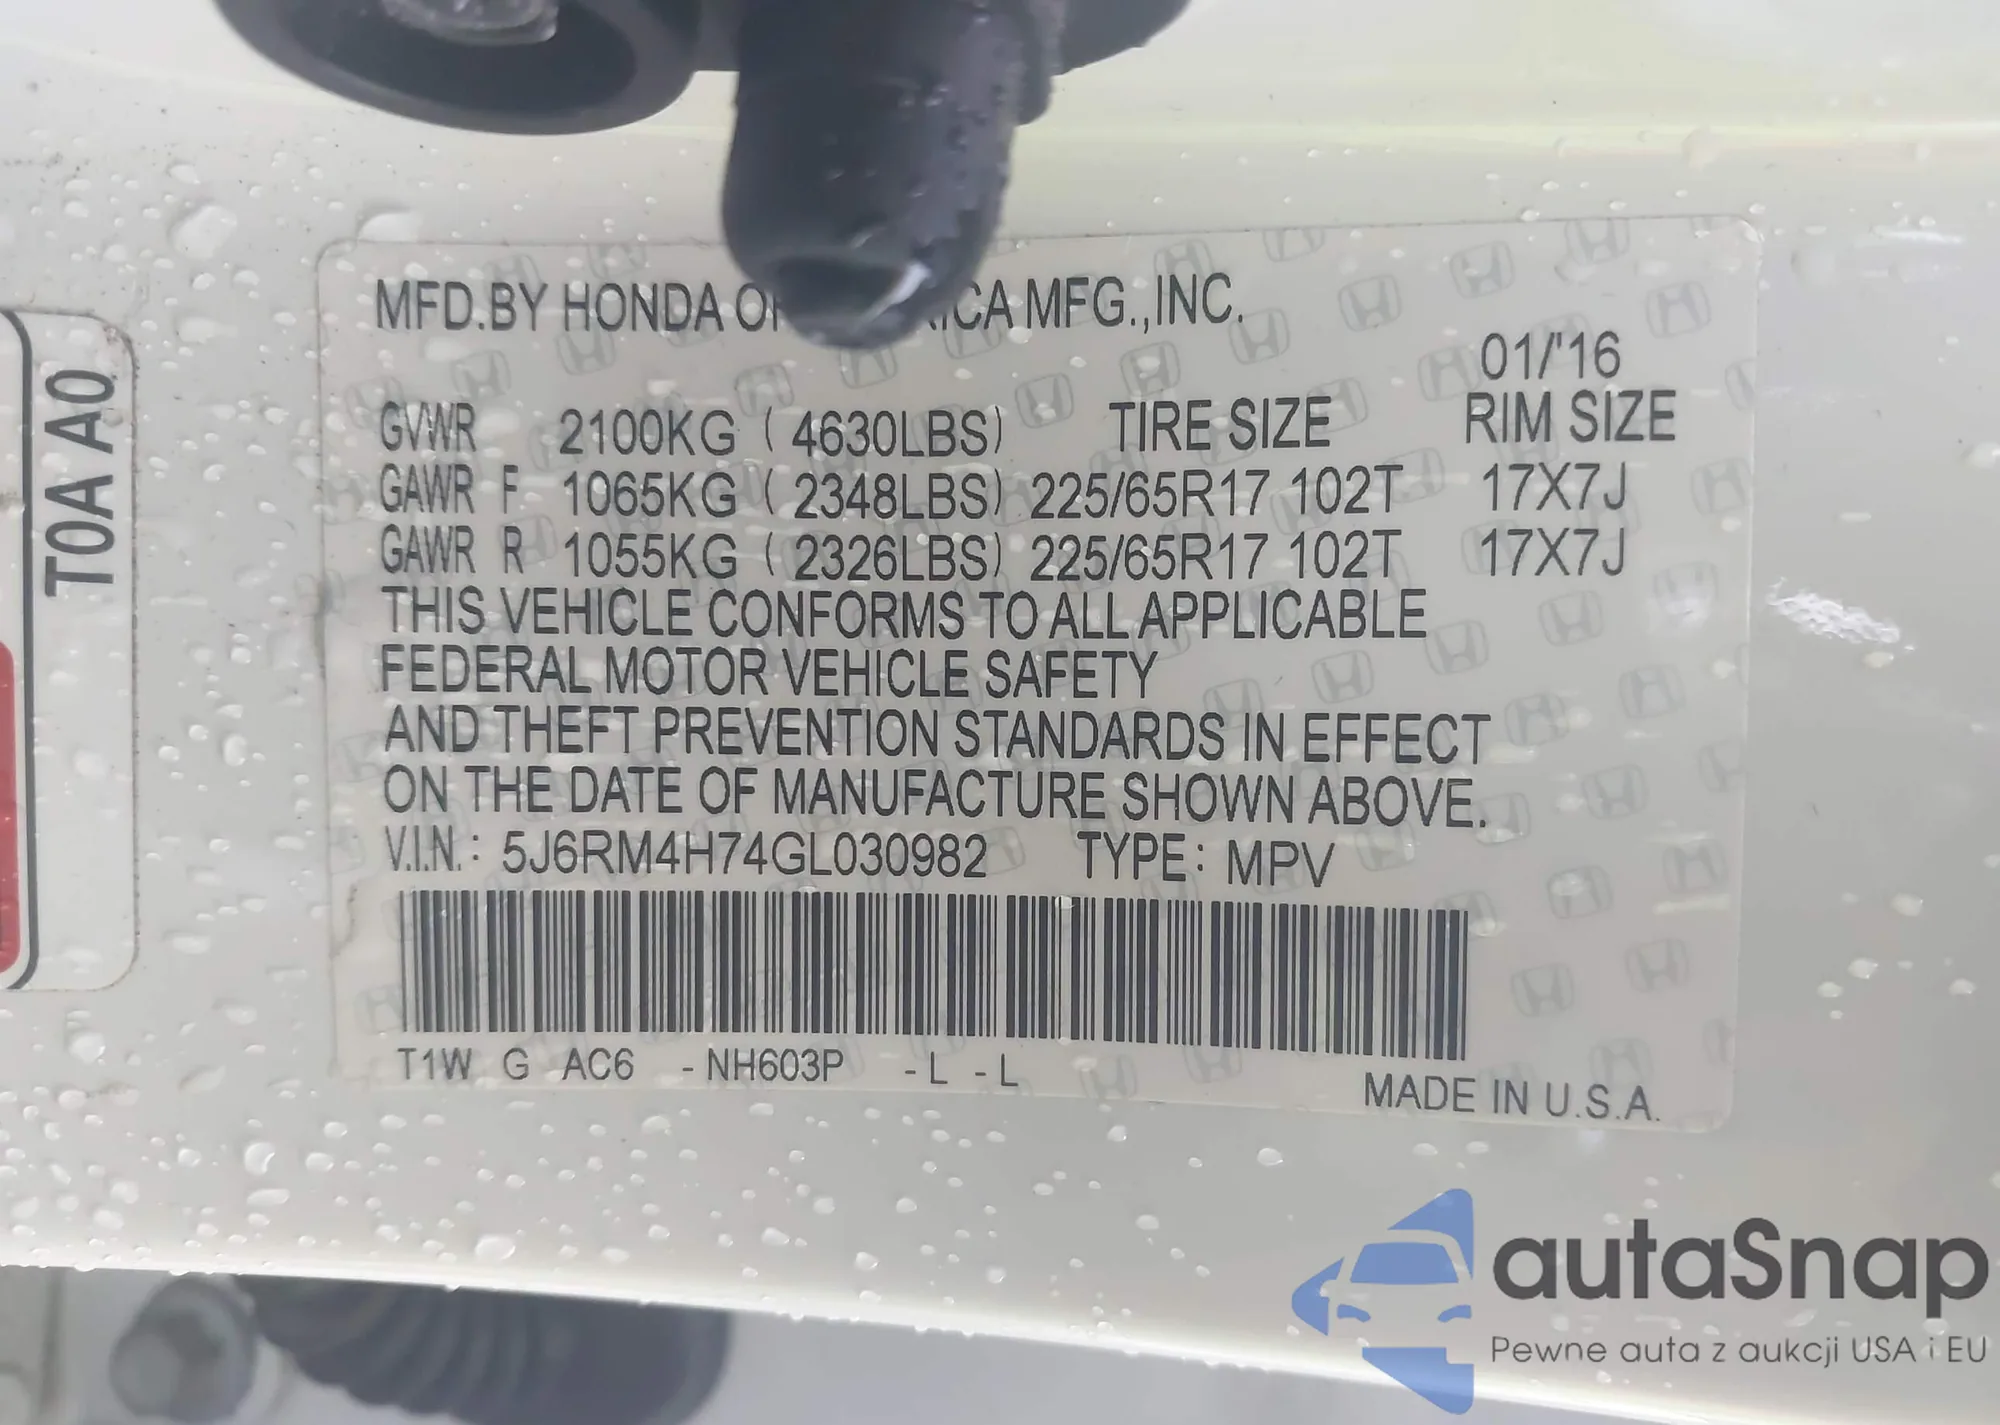 MFD.BY HONDA O ICA MFG.,INC.
01/'16
GVWR 2100KG ( 4630LBS) TIRE SIZE RIM SIZE
GAWR F 1065KG ( 2348LBS) 225/65R17 102T 17X7J
GAWR R 1055KG ( 2326LBS) 225/65R17 102T 17X7J
THIS VEHICLE CONFORMS TO ALL APPLICABLE
FEDERAL MOTOR VEHICLE SAFETY
AND THEFT PREVENTION STANDARDS IN EFFECT
ON THE DATE OF MANUFACTURE SHOWN ABOVE.
V.I.N.: 5J6RM4H74GL030982 TYPE: MPV
T1W G AC6 -NH603P -L -L
MADE IN U.S.A.
T0A A0
autaSnap
Pewne auta z aukcji USA i EU